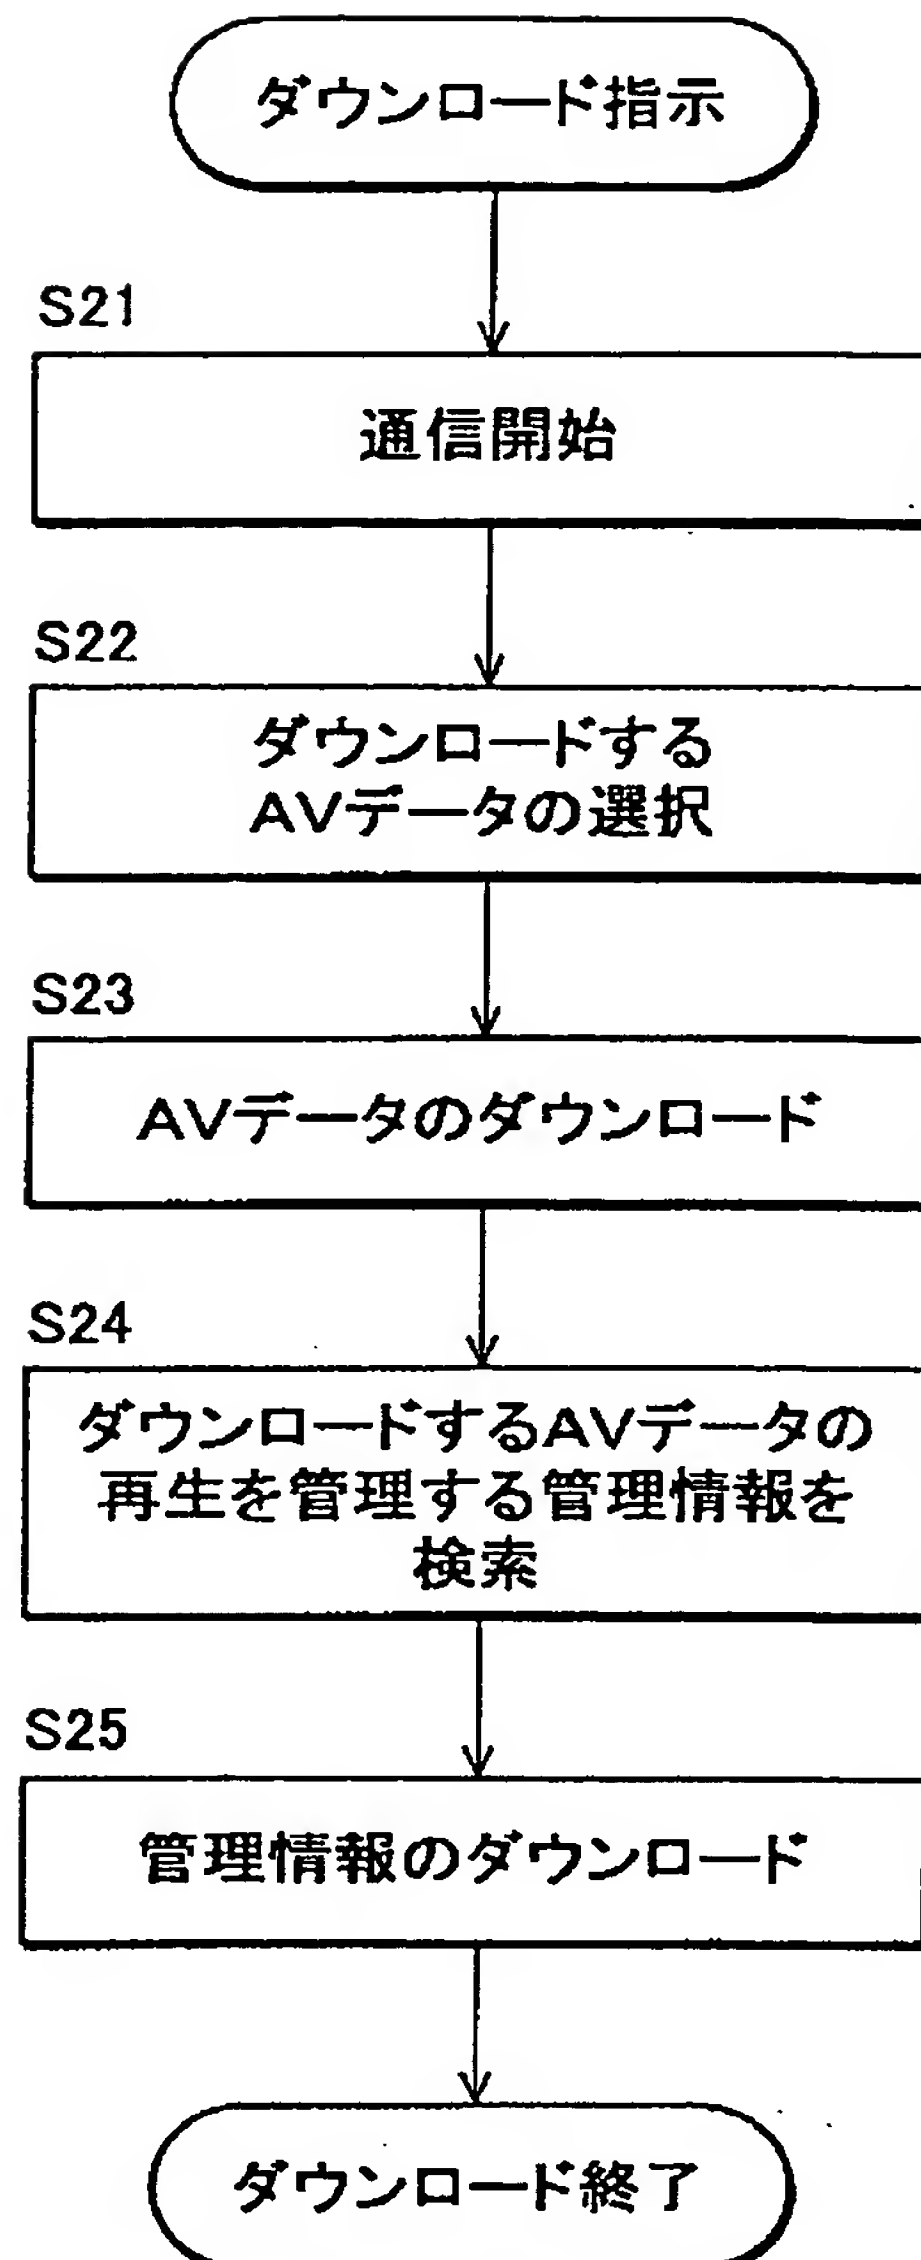 ダウンロード指示
S21
通信開始
S22
ダウンロードする
AVデータの選択
S23
AVデータのダウンロード
S24
ダウンロードするAVデータの
再生を管理する管理情報を
検索
S25
管理情報のダウンロード
ダウンロード終了